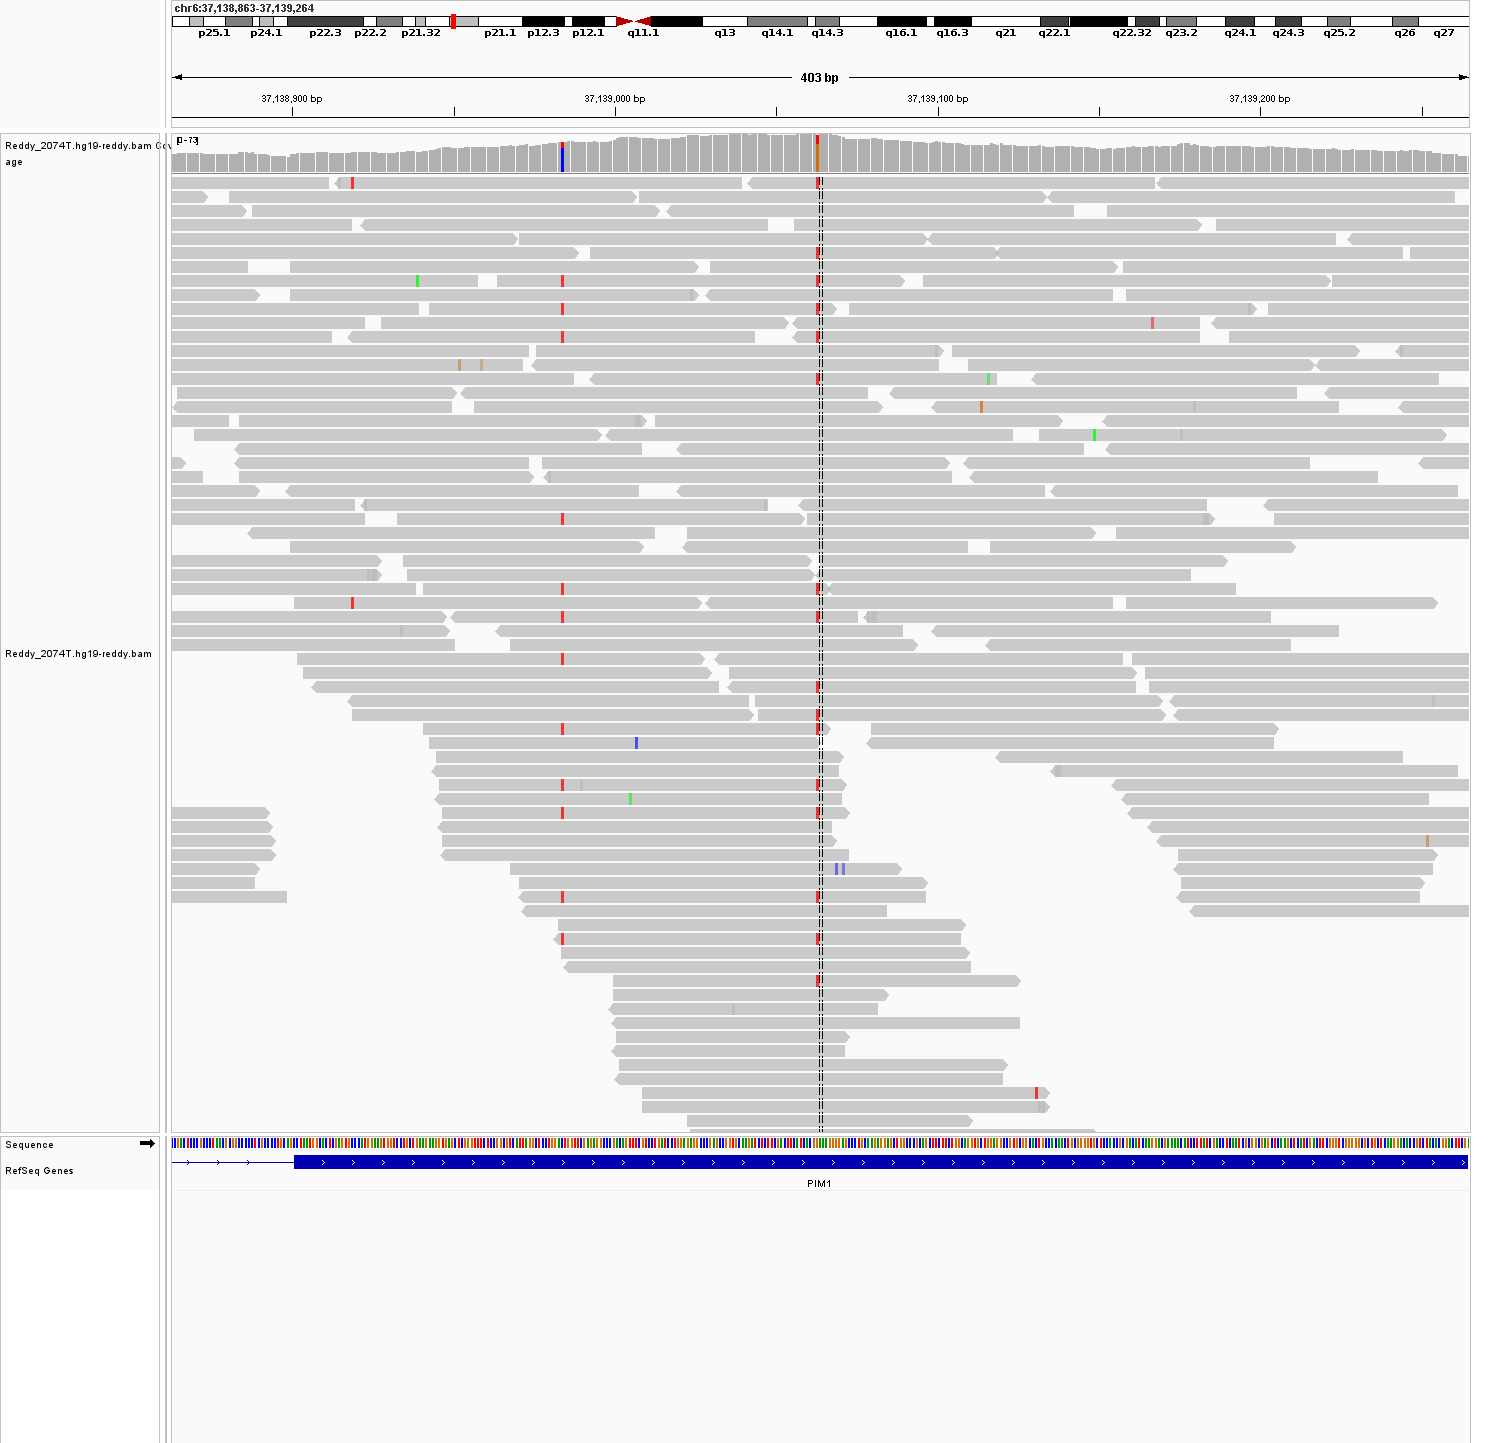 chr6:37,138,863-37,139,264
p25.1 p24.1 p22.3 p22.2 p21.32 p21.1 p12.3 p12.1 q11.1 q13 q14.1 q14.3 q16.1 q16.3 q21 q22.1 q22.32 q23.2 q24.1 q24.3 q25.2 q26 q27
403 bp
37,138,900 bp 37,139,000 bp 37,139,100 bp 37,139,200 bp
[0-73]
Reddy_2074T.hg19-reddy.bam Cov
age
Reddy_2074T.hg19-reddy.bam
Sequence
RefSeq Genes
PIM1